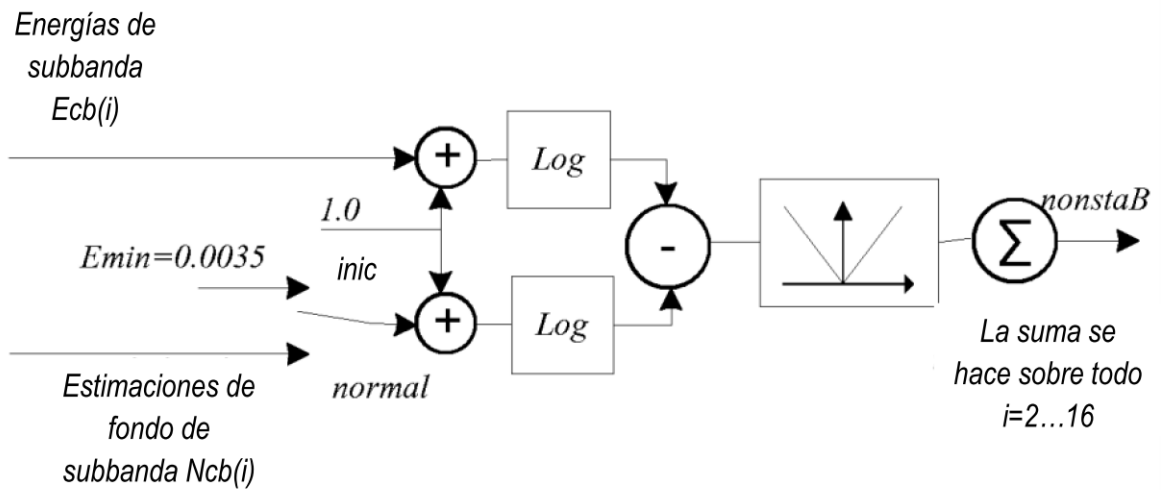 Energías de
subbanda
Ecb(i)
+
Log
1.0
inic
Emin=0.0035
-
Σ
nonstaB
+
Log
normal
Estimaciones de
fondo de
subbanda Ncb(i)
La suma se
hace sobre todo
i=2…16